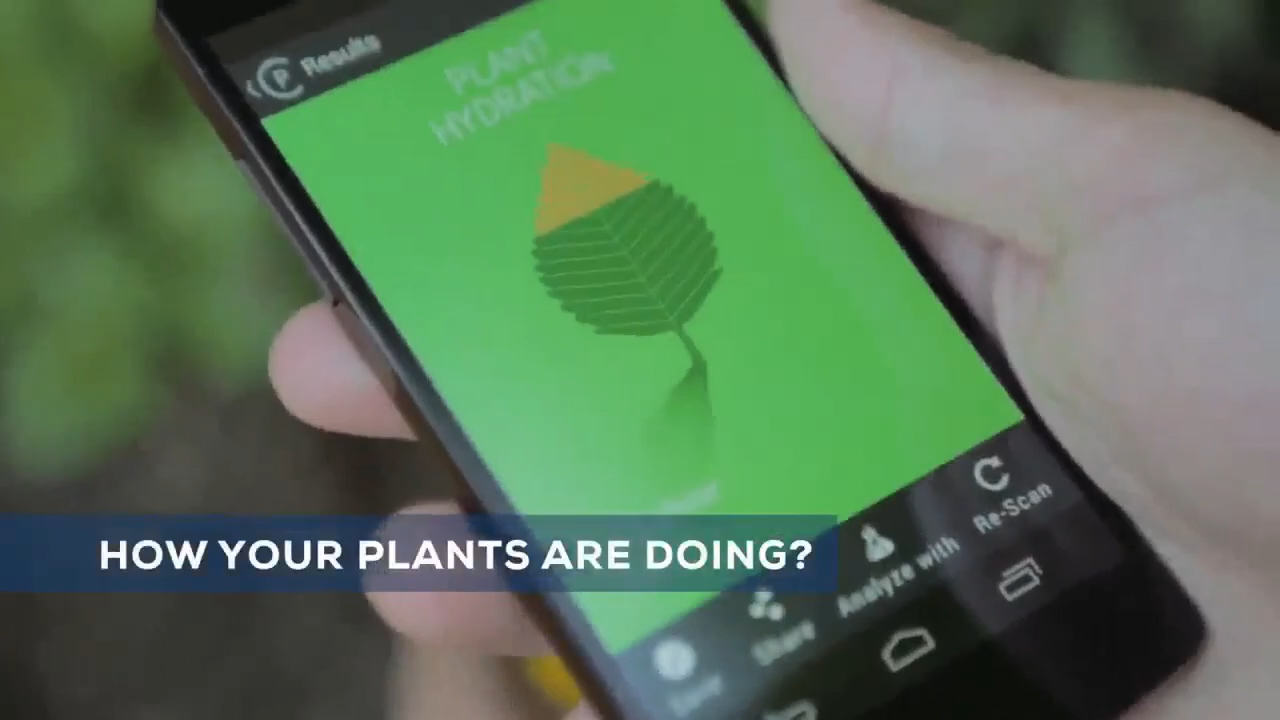 Results
PLANT
HYDRATION
HOW YOUR PLANTS ARE DOING?
Share
Analyze with
Re-Scan